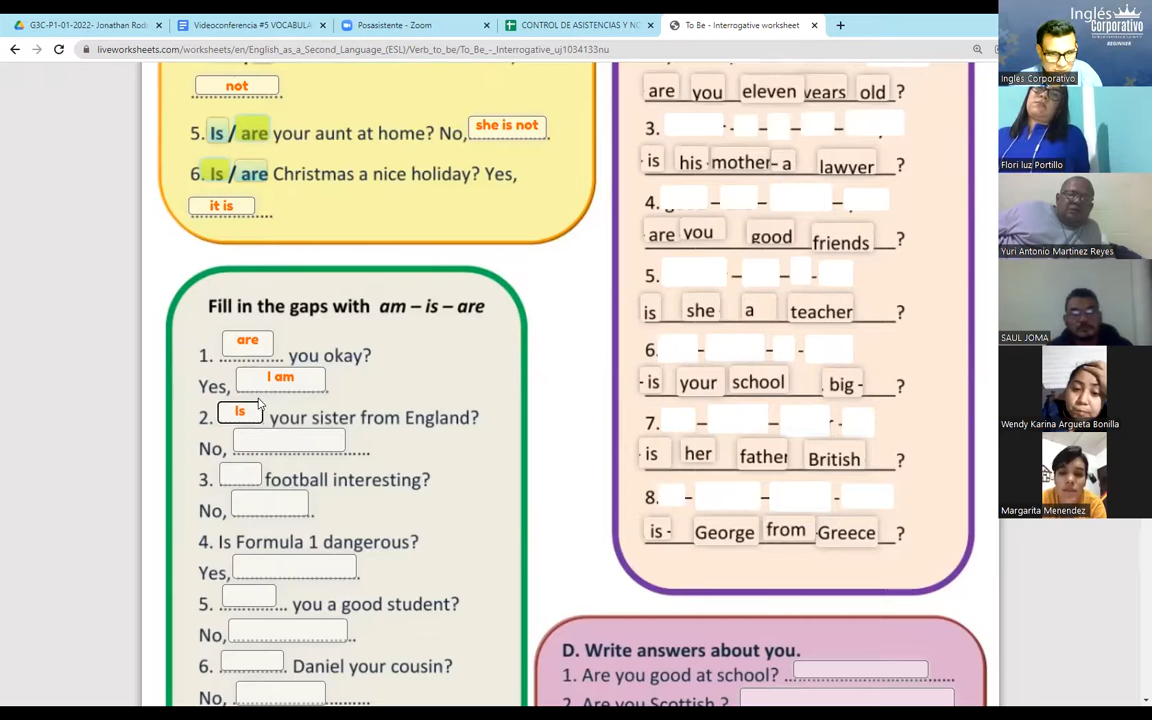 G3C-P1-01-2022- Jonathan Rod
Videoconferencia #5 VOCABULA
Posasistente - Zoom
CONTROL DE ASISTENCIAS Y NO
To Be - Interrogative worksheet
liveworksheets.com/worksheets/en/English_as_a_Second_Language_(ESL)/Verb_to_be/To_Be_-_Interrogative_uj1034133nu
not
5. Is / are your aunt at home? No, she is not.
6. Is / are Christmas a nice holiday? Yes,
it is
Fill in the gaps with am – is – are
1. are you okay?
Yes, I am
2. Is your sister from England?
No,
3. football interesting?
No,
4. Is Formula 1 dangerous?
Yes,
5. you a good student?
No,
6. Daniel your cousin?
No,
are you eleven years old ?
3.
is his mother a lawyer ?
4.
are you good friends ?
5.
is she a teacher ?
6.
is your school big ?
7.
is her father British ?
8.
is George from Greece ?
D. Write answers about you.
1. Are you good at school?
2. Are you Scottish ?
Inglés
Corporativo
BEGINNER
Inglés Corporativo
Flori luz Portillo
Yuri Antonio Martinez Reyes
SAUL JOMA
Wendy Karina Argueta Bonilla
Margarita Menendez